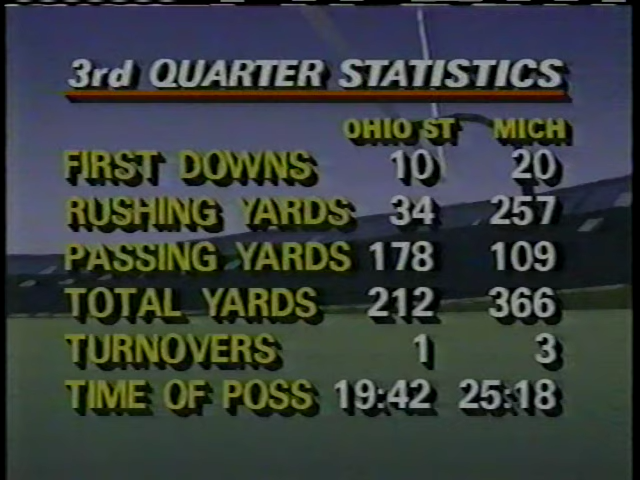 3rd QUARTER STATISTICS
OHIO ST MICH
FIRST DOWNS 10 20
RUSHING YARDS 34 257
PASSING YARDS 178 109
TOTAL YARDS 212 366
TURNOVERS 1 3
TIME OF POSS 19:42 25:18